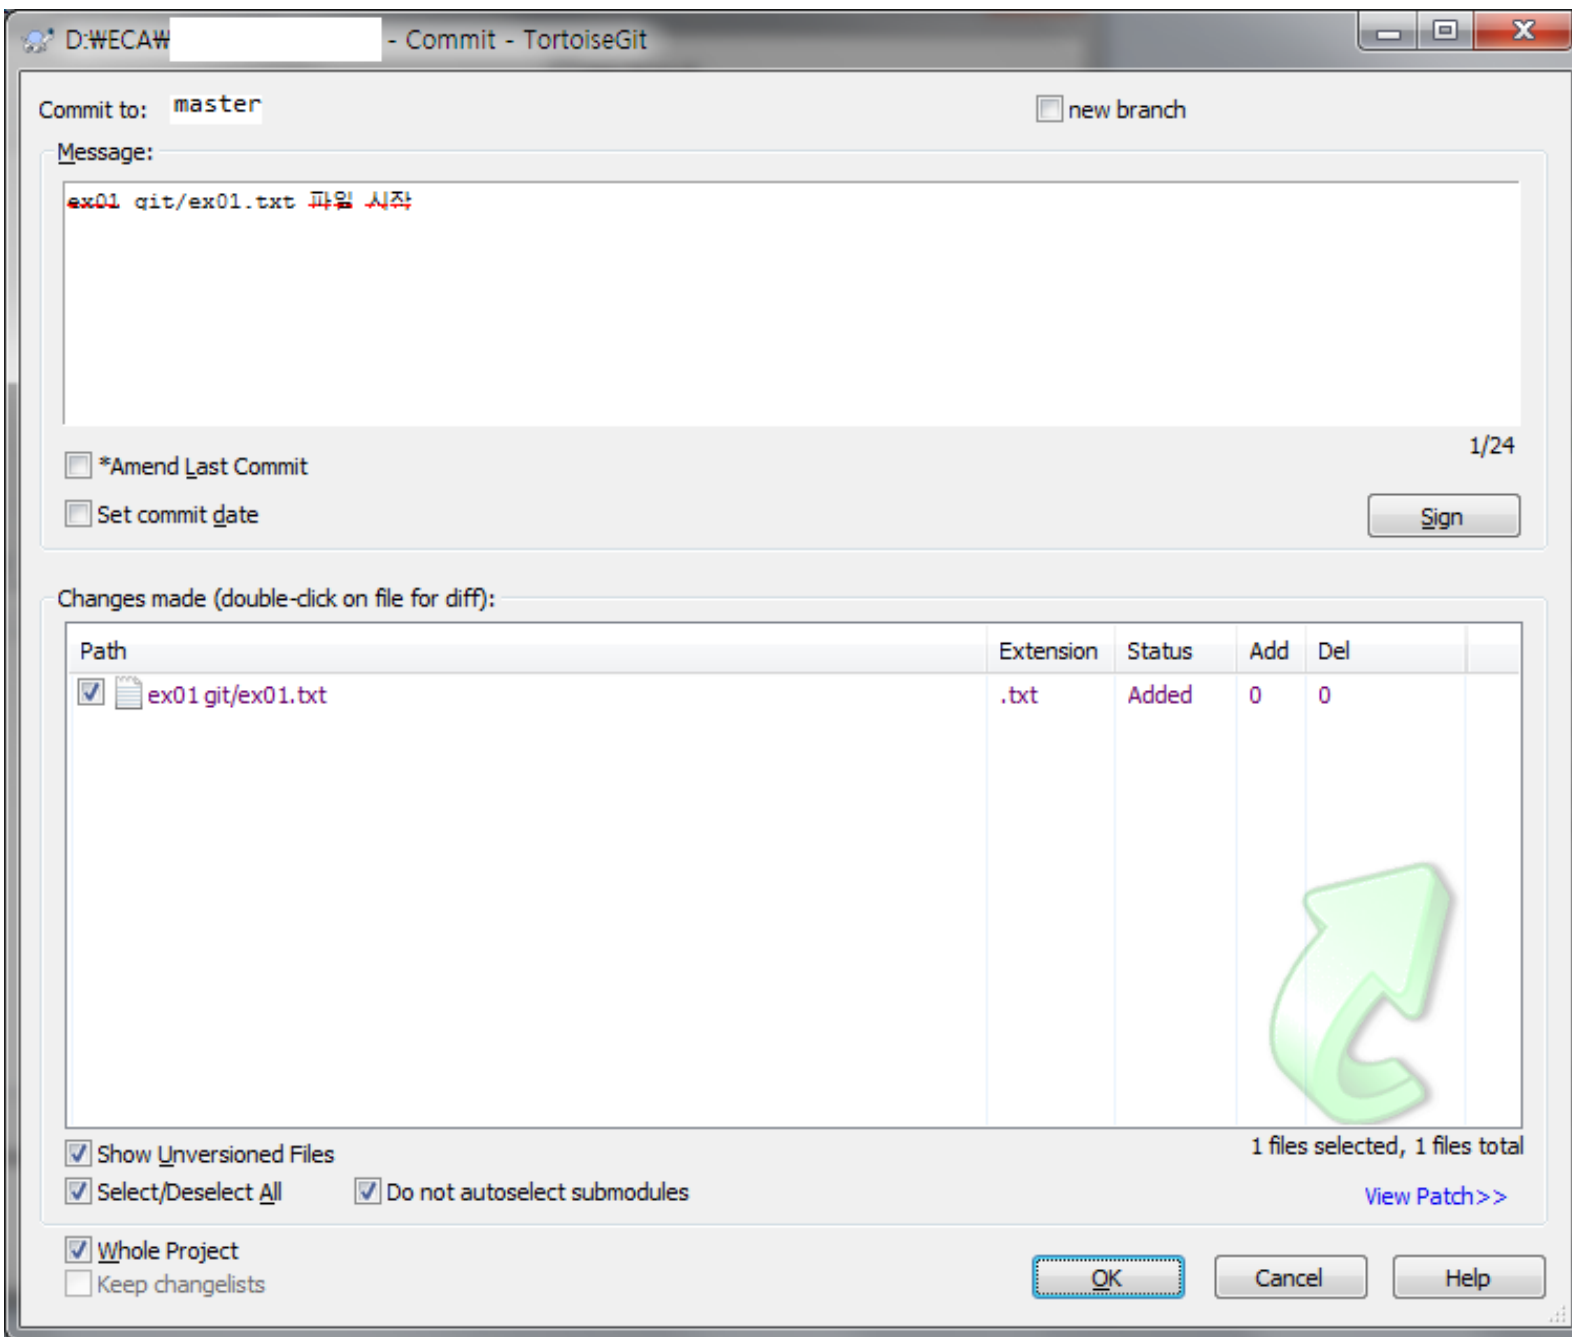 D:₩ECA₩ - Commit - TortoiseGit
Commit to: master
new branch
Message:
ex01 git/ex01.txt 파일 시작
1/24
*Amend Last Commit
Set commit date
Sign
Changes made (double-click on file for diff):
Path Extension Status Add Del
ex01 git/ex01.txt .txt Added 0 0
Show Unversioned Files
1 files selected, 1 files total
Select/Deselect All
Do not autoselect submodules
View Patch>>
Whole Project
Keep changelists
OK
Cancel
Help